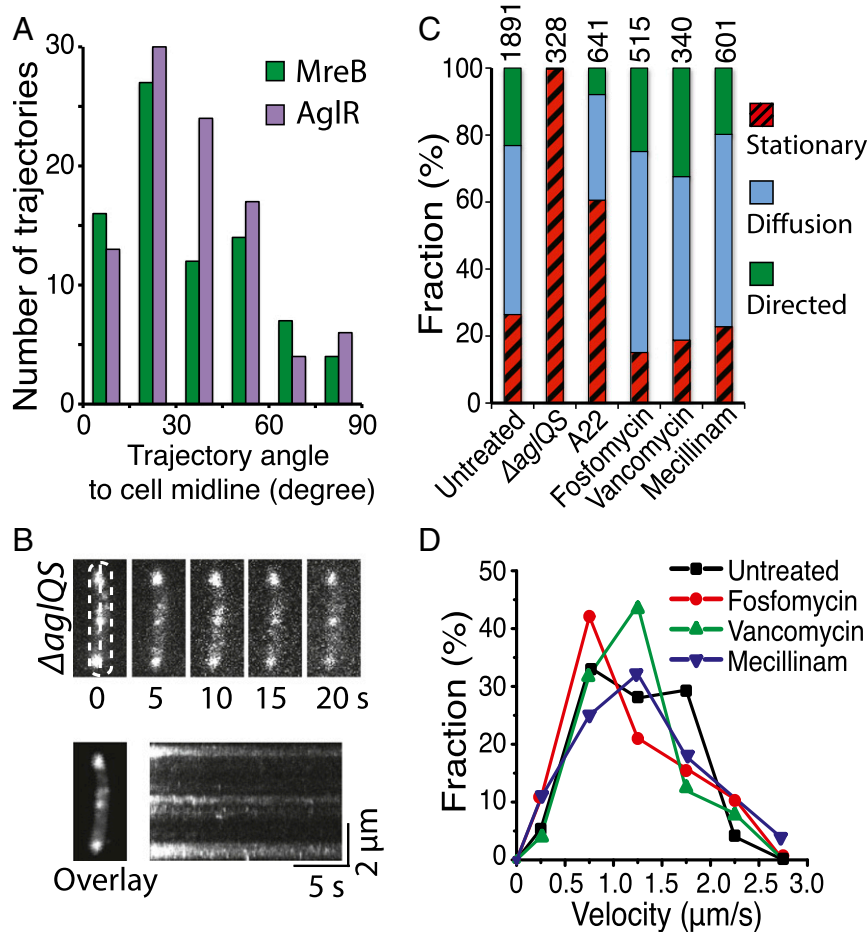 A
30
20
10
0
Number of trajectories
MreB
AglR
0 30 60 90
Trajectory angle
to cell midline (degree)
B
ΔaglQS
0 5 10 15 20 s
Overlay
5 s
2 μm
C
1891 328 641 515 340 601
100
80
60
40
20
0
Fraction (%)
Untreated
ΔaglQS
A22
Fosfomycin
Vancomycin
Mecillinam
Stationary
Diffusion
Directed
D
50
40
30
20
10
0
Fraction (%)
Untreated
Fosfomycin
Vancomycin
Mecillinam
0 0.5 1.0 1.5 2.0 2.5 3.0
Velocity (μm/s)